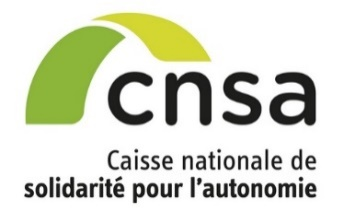 cnsa
Caisse nationale de
solidarité pour l'autonomie